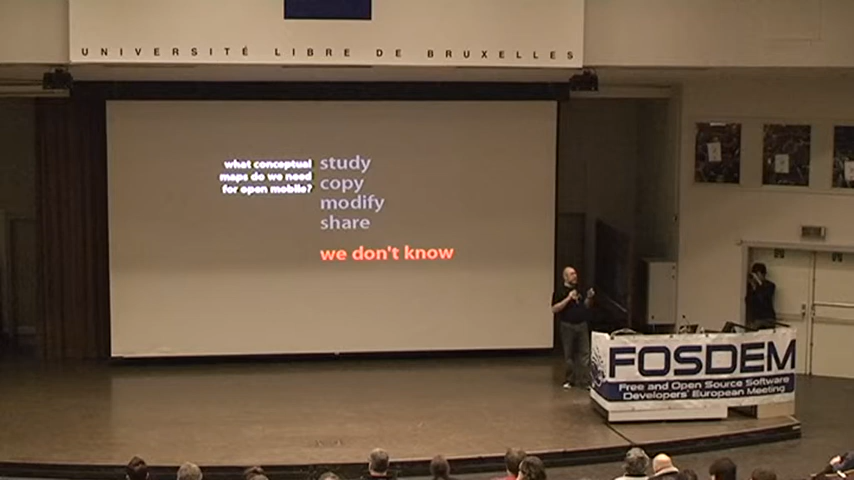 UNIVERSITÉ LIBRE DE BRUXELLES
what conceptual
maps do we need
for open mobile?
study
copy
modify
share
we don't know
FOSDEM
Free and Open Source Software
Developers' European Meeting